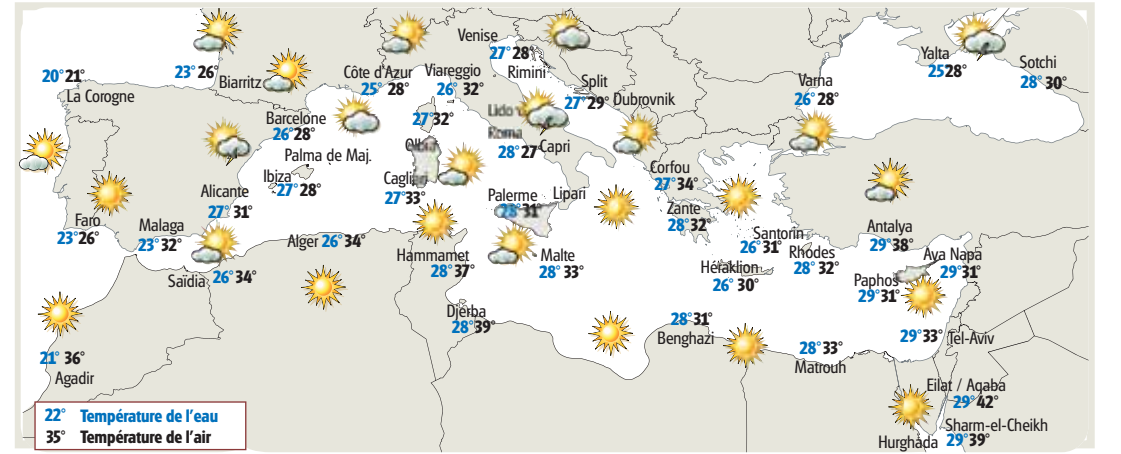 Venise
27° 28°
Rimini
Yalta
25 28°
Sotchi
28° 30°
20° 21°
La Corogne
23° 26°
Biarritz
Côte d'Azur
25° 28°
Viareggio
26° 32°
Split
27° 29°
Dubrovnik
Varna
26° 28°
Barcelone
26° 28°
27° 32°
Lido
Roma
28° 27°
Capri
Palma de Maj.
Ibiza
27° 28°
Cagliari
27° 33°
Corfou
27° 34°
Alicante
27° 31°
Palerme
28° 31°
Lipari
Zante
28° 32°
Faro
23° 26°
Malaga
23° 32°
Alger 26° 34°
Santorin
26° 31°
Antalya
29° 38°
Hammamet
28° 37°
Malte
28° 33°
Héraklion
26° 30°
Rhodes
28° 32°
Ava Napa
29° 31°
Saïdia
26° 34°
Paphos
29° 31°
Djerba
28° 39°
28° 31°
Benghazi
29° 33°
Tel-Aviv
28° 33°
Matrouh
21° 36°
Agadir
Eilat / Aqaba
29° 42°
Sharm-el-Cheikh
Hurghada
29° 39°
22° Température de l'eau
35° Température de l'air